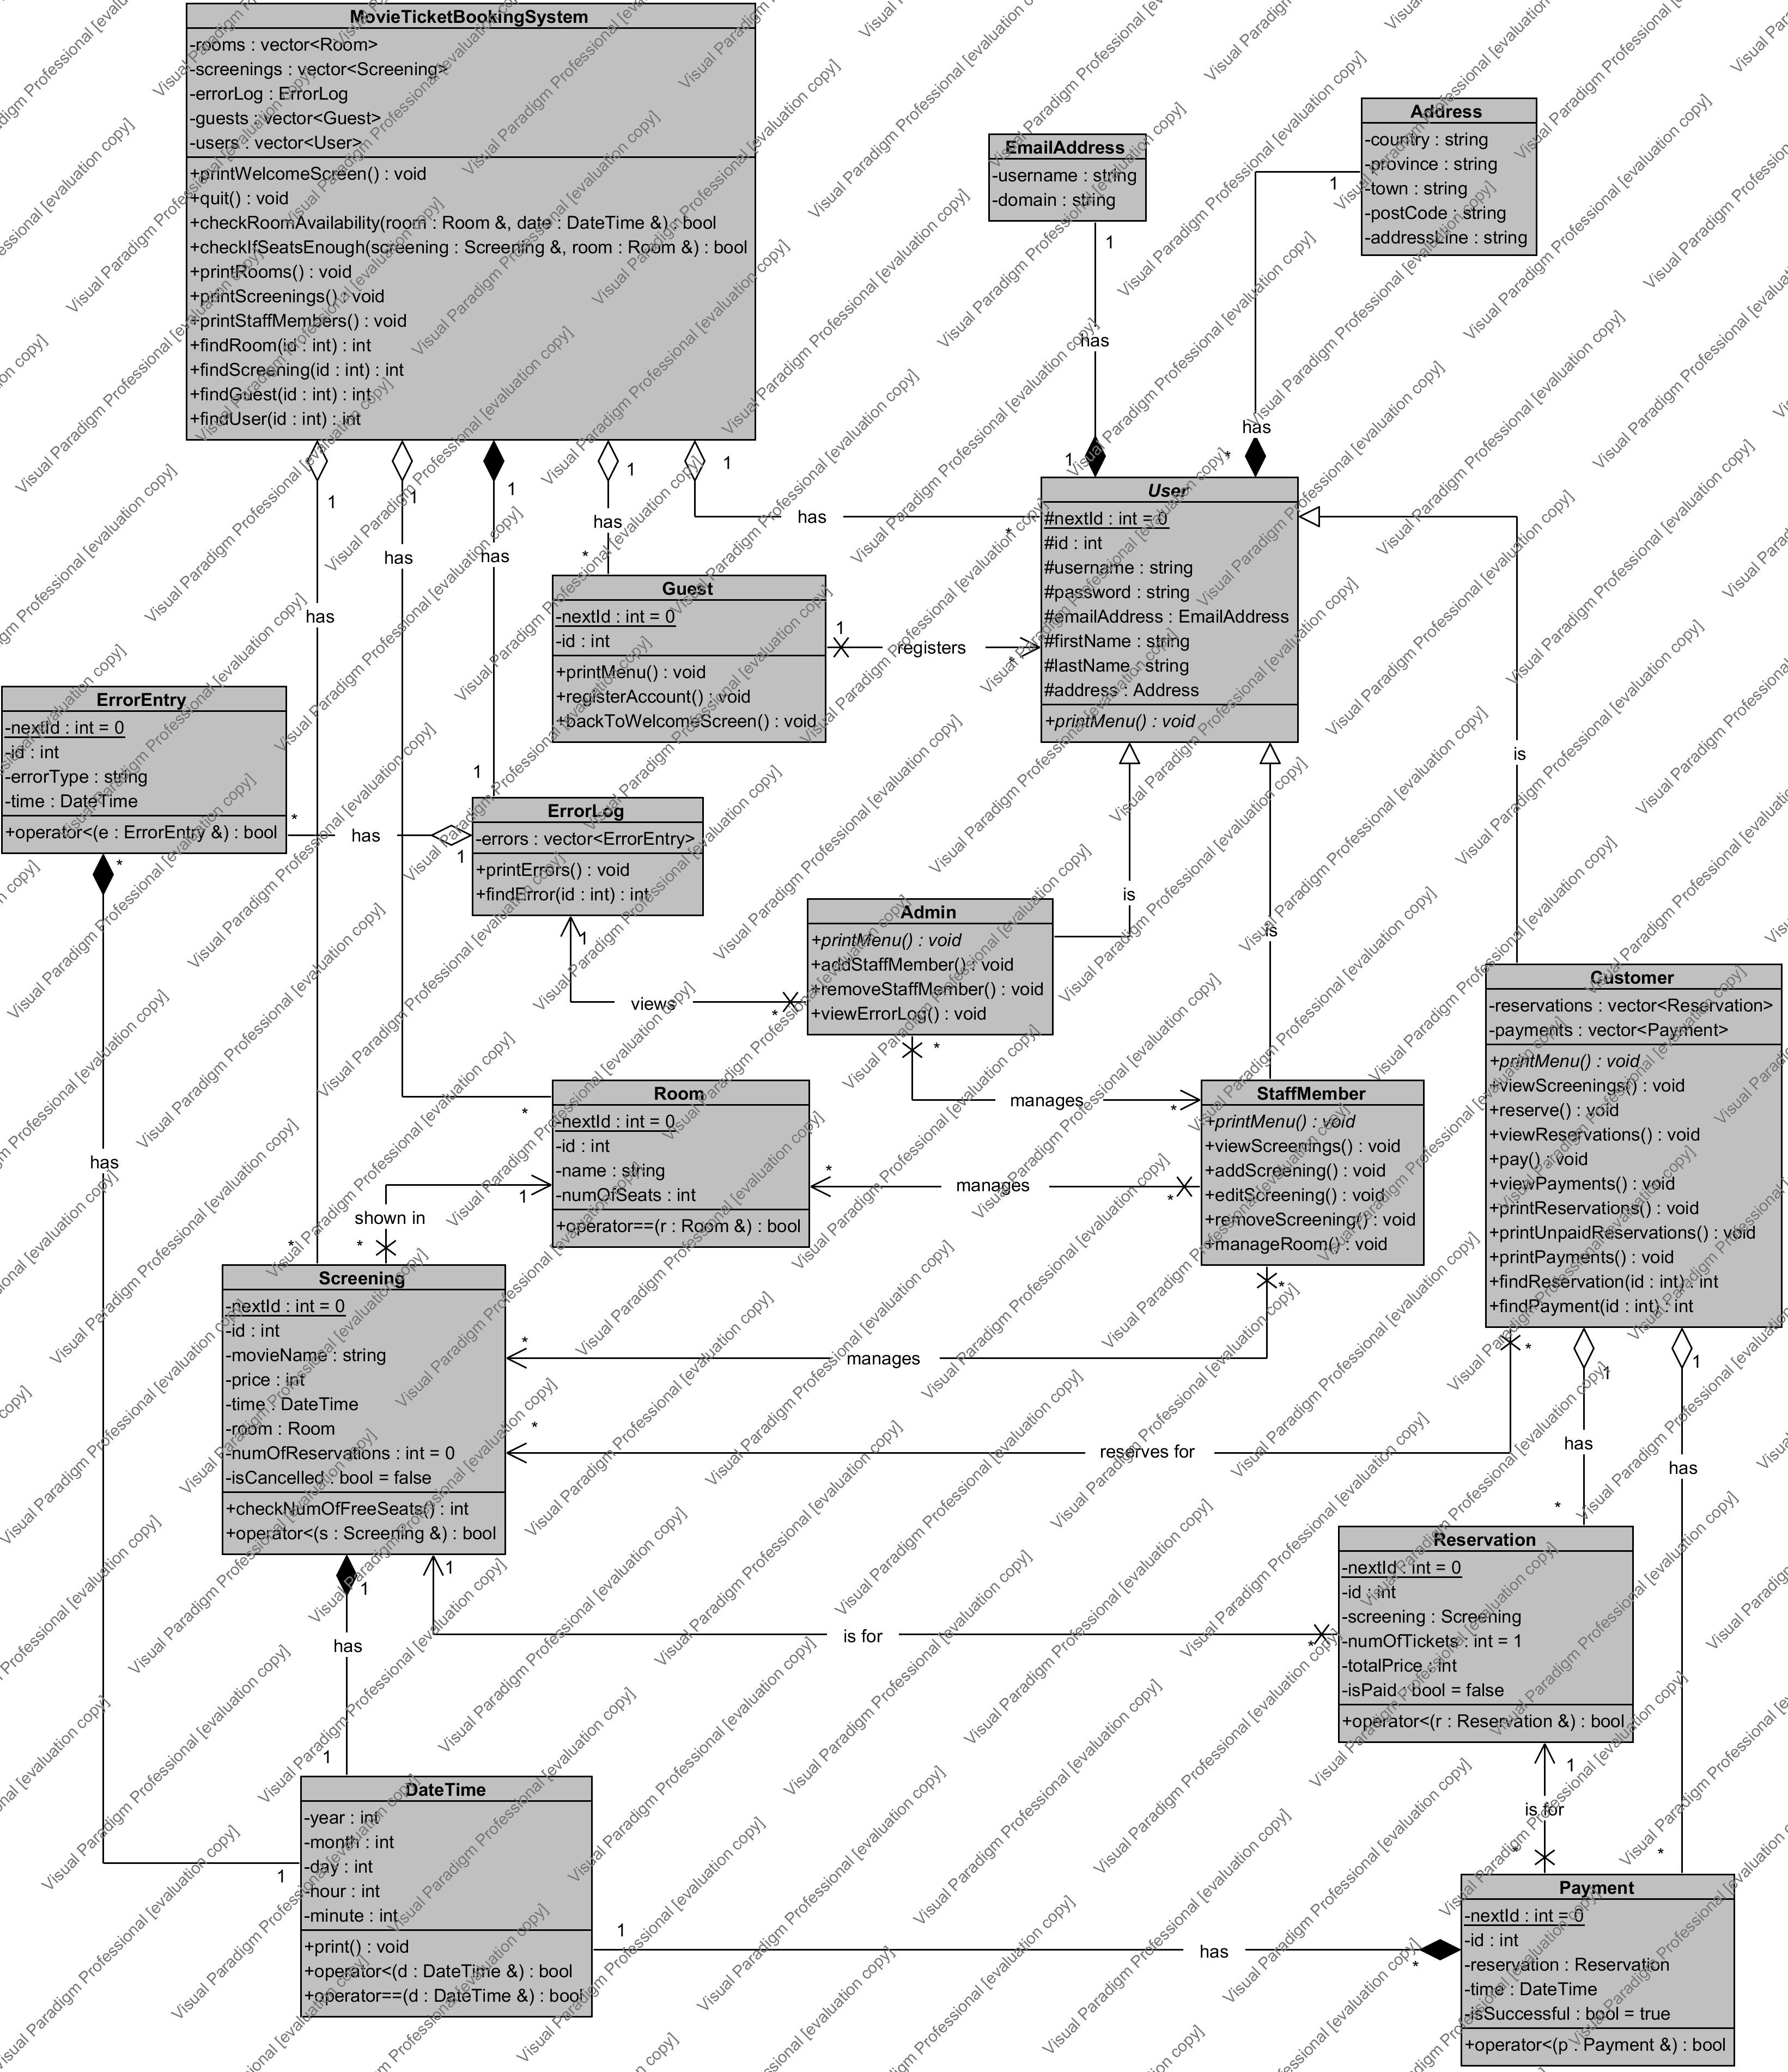 MovieTicketBookingSystem
-rooms : vector<Room>
-screenings : vector<Screening>
-errorLog : ErrorLog
-guests : vector<Guest>
-users : vector<User>
+printWelcomeScreen() : void
+quit() : void
+checkRoomAvailability(room : Room &, date : DateTime &) : bool
+checkIfSeatsEnough(screening : Screening &, room : Room &) : bool
+printRooms() : void
+printScreenings() : void
+printStaffMembers() : void
+findRoom(id : int) : int
+findScreening(id : int) : int
+findGuest(id : int) : int
+findUser(id : int) : int
EmailAddress
-username : string
-domain : string
Address
-country : string
-province : string
-town : string
-postCode : string
-addressLine : string
1
1
has
has
1
*
1
1
1
1
1
has
has
has
has
has
*
*
User
#nextId : int = 0
#id : int
#username : string
#password : string
#emailAddress : EmailAddress
#firstName : string
#lastName : string
#address : Address
+printMenu() : void
Guest
-nextId : int = 0
-id : int
+printMenu() : void
+registerAccount() : void
+backToWelcomeScreen() : void
1
registers
*
is
is
is
ErrorEntry
-nextId : int = 0
-id : int
-errorType : string
-time : DateTime
+operator<(e : ErrorEntry &) : bool
*
has
1
1
ErrorLog
-errors : vector<ErrorEntry>
+printErrors() : void
+findError(id : int) : int
1
views
*
Admin
+printMenu() : void
+addStaffMember() : void
+removeStaffMember() : void
+viewErrorLog() : void
*
manages
*
Customer
-reservations : vector<Reservation>
-payments : vector<Payment>
+printMenu() : void
+viewScreenings() : void
+reserve() : void
+viewReservations() : void
+pay() : void
+viewPayments() : void
+printReservations() : void
+printUnpaidReservations() : void
+printPayments() : void
+findReservation(id : int) : int
+findPayment(id : int) : int
Room
-nextId : int = 0
-id : int
-name : string
-numOfSeats : int
+operator==(r : Room &) : bool
*
1
*
manages
*
StaffMember
+printMenu() : void
+viewScreenings() : void
+addScreening() : void
+editScreening() : void
+removeScreening() : void
+manageRoom() : void
*
has
*
shown in
*
*
Screening
-nextId : int = 0
-id : int
-movieName : string
-price : int
-time : DateTime
-room : Room
-numOfReservations : int = 0
-isCancelled : bool = false
+checkNumOfFreeSeats() : int
+operator<(s : Screening &) : bool
*
manages
*
reserves for
*
1
1
has
has
*
*
Reservation
-nextId : int = 0
-id : int
-screening : Screening
-numOfTickets : int = 1
-totalPrice : int
-isPaid : bool = false
+operator<(r : Reservation &) : bool
1
1
has
is for
*
1
1
is for
*
1
DateTime
-year : int
-month : int
-day : int
-hour : int
-minute : int
+print() : void
+operator<(d : DateTime &) : bool
+operator==(d : DateTime &) : bool
1
has
*
Payment
-nextId : int = 0
-id : int
-reservation : Reservation
-time : DateTime
-isSuccessful : bool = true
+operator<(p : Payment &) : bool
Visual Paradigm Professional [evaluation copy]